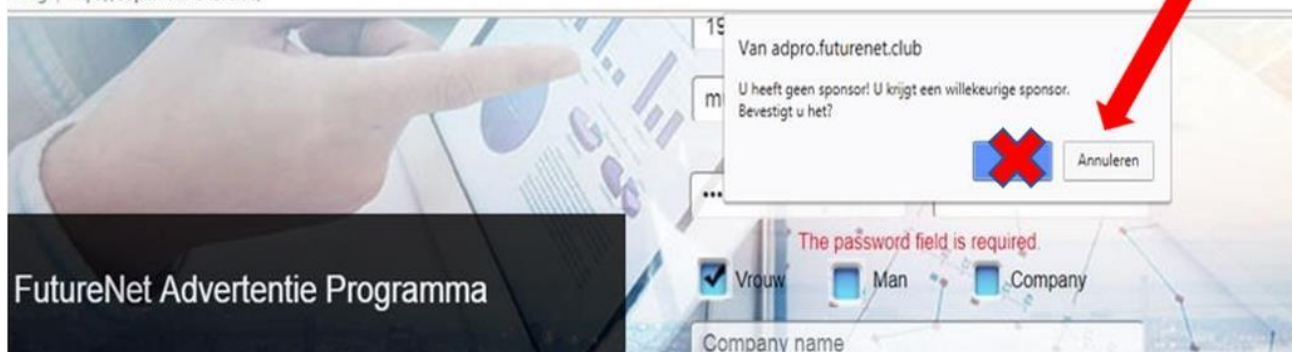 19
Van adpro.futurenet.club
U heeft geen sponsor! U krijgt een willekeurige sponsor.
Bevestigt u het?
Annuleren
The password field is required.
Vrouw Man Company
FutureNet Advertentie Programma
Company name